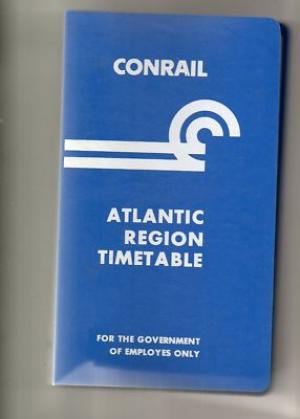 CONRAIL
ATLANTIC
REGION
TIMETABLE
FOR THE GOVERNMENT
OF EMPLOYES ONLY